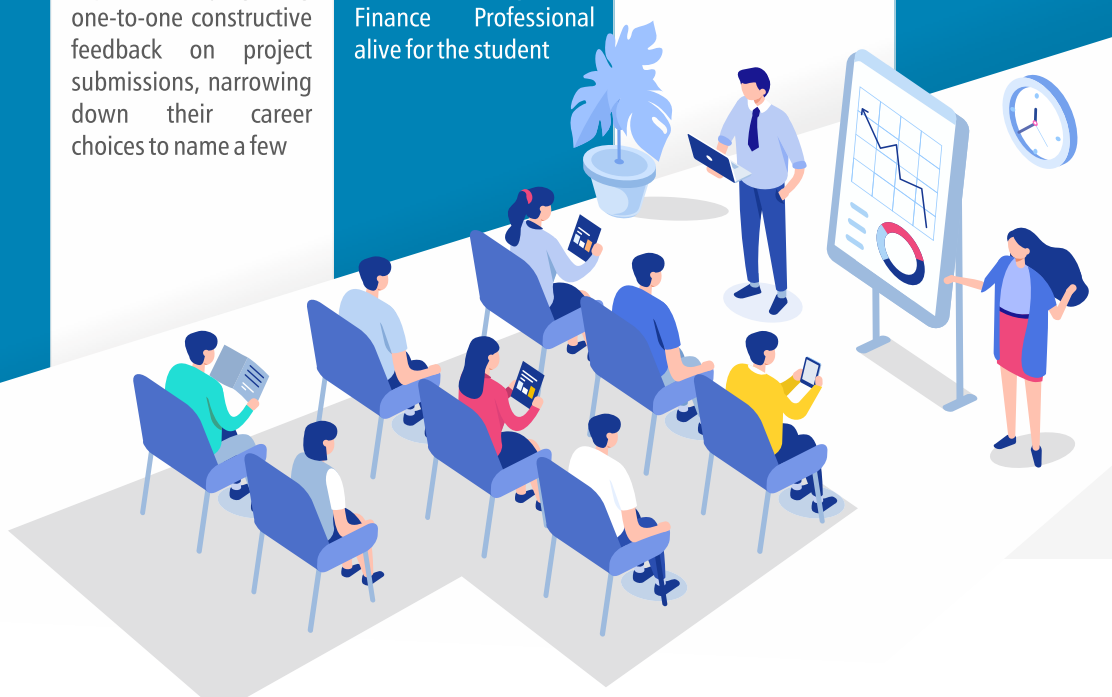 one-to-one constructive
feedback on project
submissions, narrowing
down their career
choices to name a few
Finance Professional
alive for the student